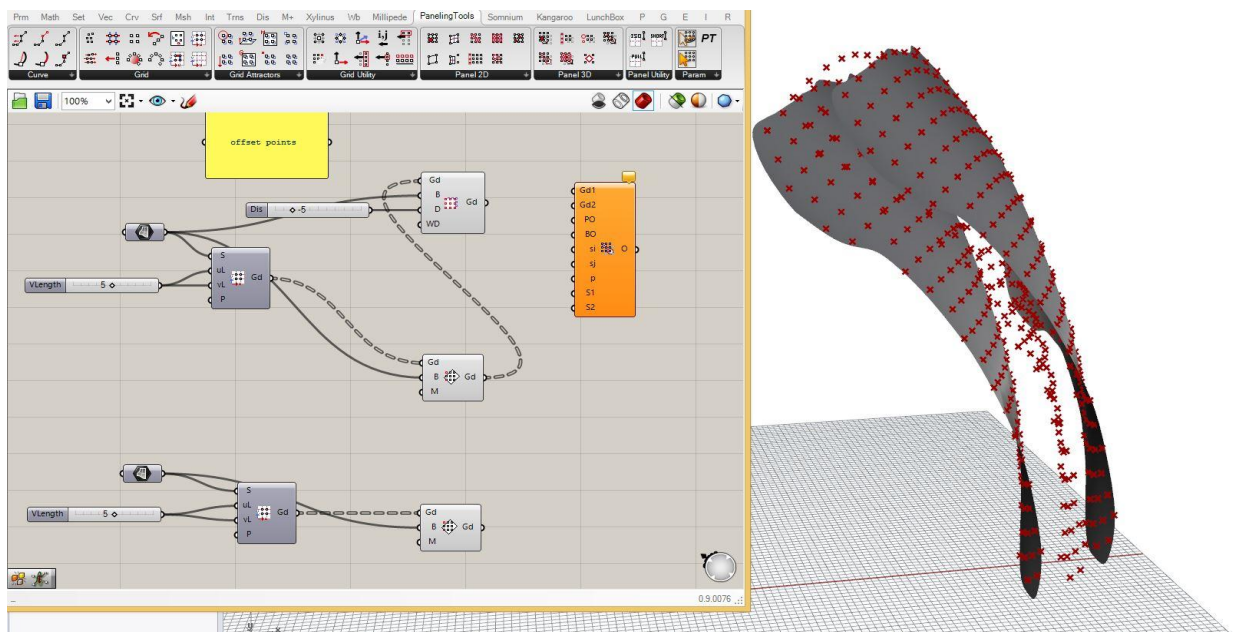 Prm Math Set Vec Crv Srf Msh Int Trns Dis M+ Xylinus Wb Millipede PanelingTools Somnium Kangaroo LunchBox P G E I R
PT
Curve + Grid + Grid Attractors + Grid Utility + Panel 2D + Panel 3D + Panel Utility Param +
100%
offset points
Gd
B
D
WD
Gd
Dis -5
Gd1
Gd2
PO
BO
si
sj
p
S1
S2
O
S
uL
vL
P
Gd
VLength 5
Gd
B
M
Gd
S
uL
vL
P
Gd
VLength 5
Gd
B
M
Gd
0.9.0076